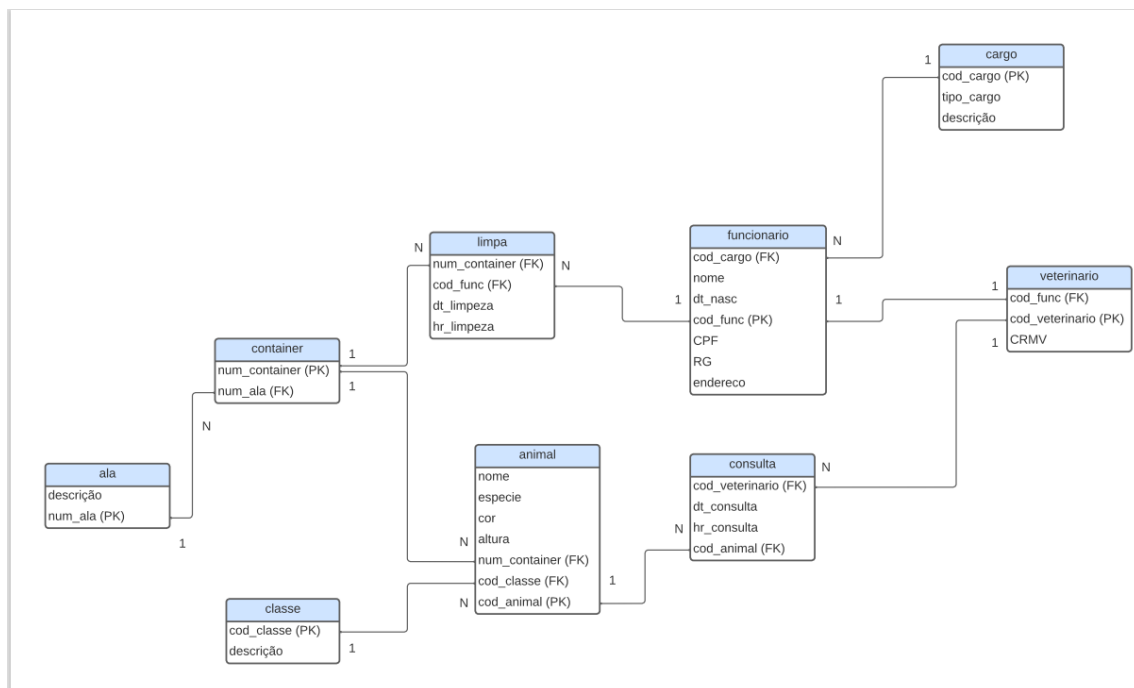 cargo
1
cod_cargo (PK)
tipo_cargo
descrição
funcionario
N
cod_cargo (FK)
nome
dt_nasc
1
1
cod_func (PK)
CPF
RG
endereco
limpa
N
N
num_container (FK)
cod_func (FK)
dt_limpeza
hr_limpeza
veterinario
1
cod_func (FK)
cod_veterinario (PK)
1
CRMV
container
1
num_container (PK)
1
num_ala (FK)
N
ala
descrição
num_ala (PK)
1
animal
nome
especie
cor
altura
N
num_container (FK)
cod_classe (FK)
1
N
cod_animal (PK)
consulta
N
cod_veterinario (FK)
dt_consulta
N
hr_consulta
cod_animal (FK)
classe
cod_classe (PK)
1
descrição